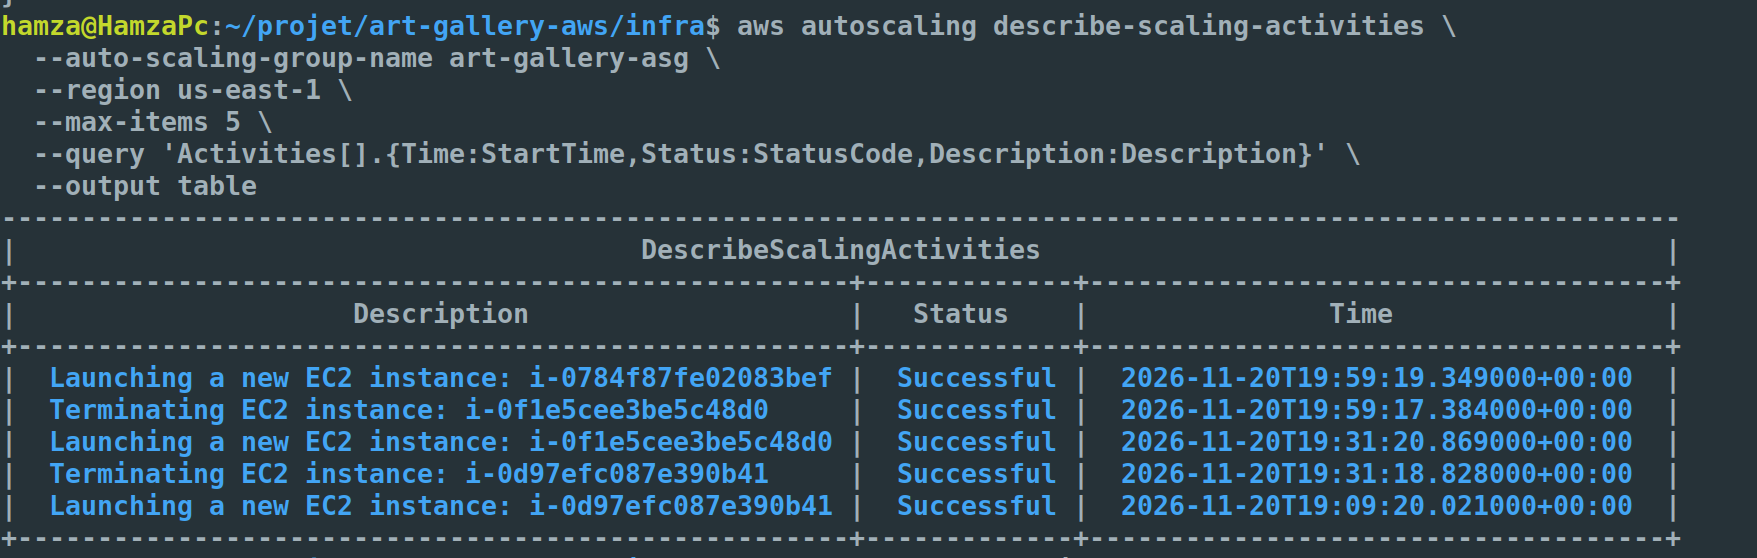 hamza@HamzaPc:~/projet/art-gallery-aws/infra$ aws autoscaling describe-scaling-activities \
  --auto-scaling-group-name art-gallery-asg \
  --region us-east-1 \
  --max-items 5 \
  --query 'Activities[].{Time:StartTime,Status:StatusCode,Description:Description}' \
  --output table
---------------------------------------------------------------------------------------------------------
|                                       DescribeScalingActivities                                       |
+----------------------------------------------------+-------------+------------------------------------+
|                     Description                    |   Status    |               Time                 |
+----------------------------------------------------+-------------+------------------------------------+
|  Launching a new EC2 instance: i-0784f87fe02083bef |  Successful |  2026-11-20T19:59:19.349000+00:00  |
|  Terminating EC2 instance: i-0f1e5cee3be5c48d0     |  Successful |  2026-11-20T19:59:17.384000+00:00  |
|  Launching a new EC2 instance: i-0f1e5cee3be5c48d0 |  Successful |  2026-11-20T19:31:20.869000+00:00  |
|  Terminating EC2 instance: i-0d97efc087e390b41     |  Successful |  2026-11-20T19:31:18.828000+00:00  |
|  Launching a new EC2 instance: i-0d97efc087e390b41 |  Successful |  2026-11-20T19:09:20.021000+00:00  |
+----------------------------------------------------+-------------+------------------------------------+